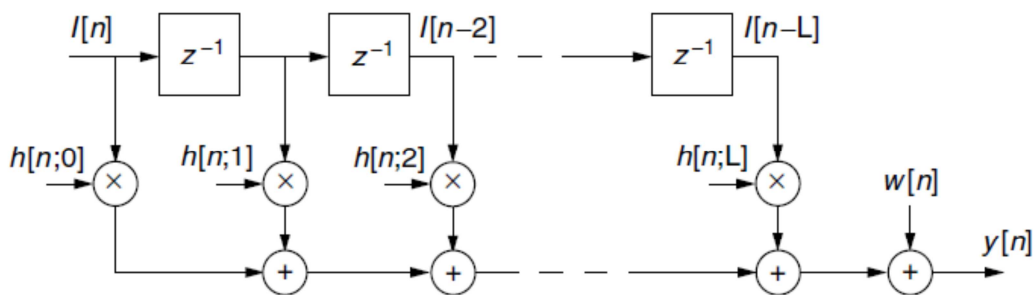 I[n] I[n−2] I[n−L]
z⁻¹ z⁻¹ z⁻¹
h[n;0] h[n;1] h[n;2] h[n;L] w[n]
× × × ×
y[n]
+ + + +